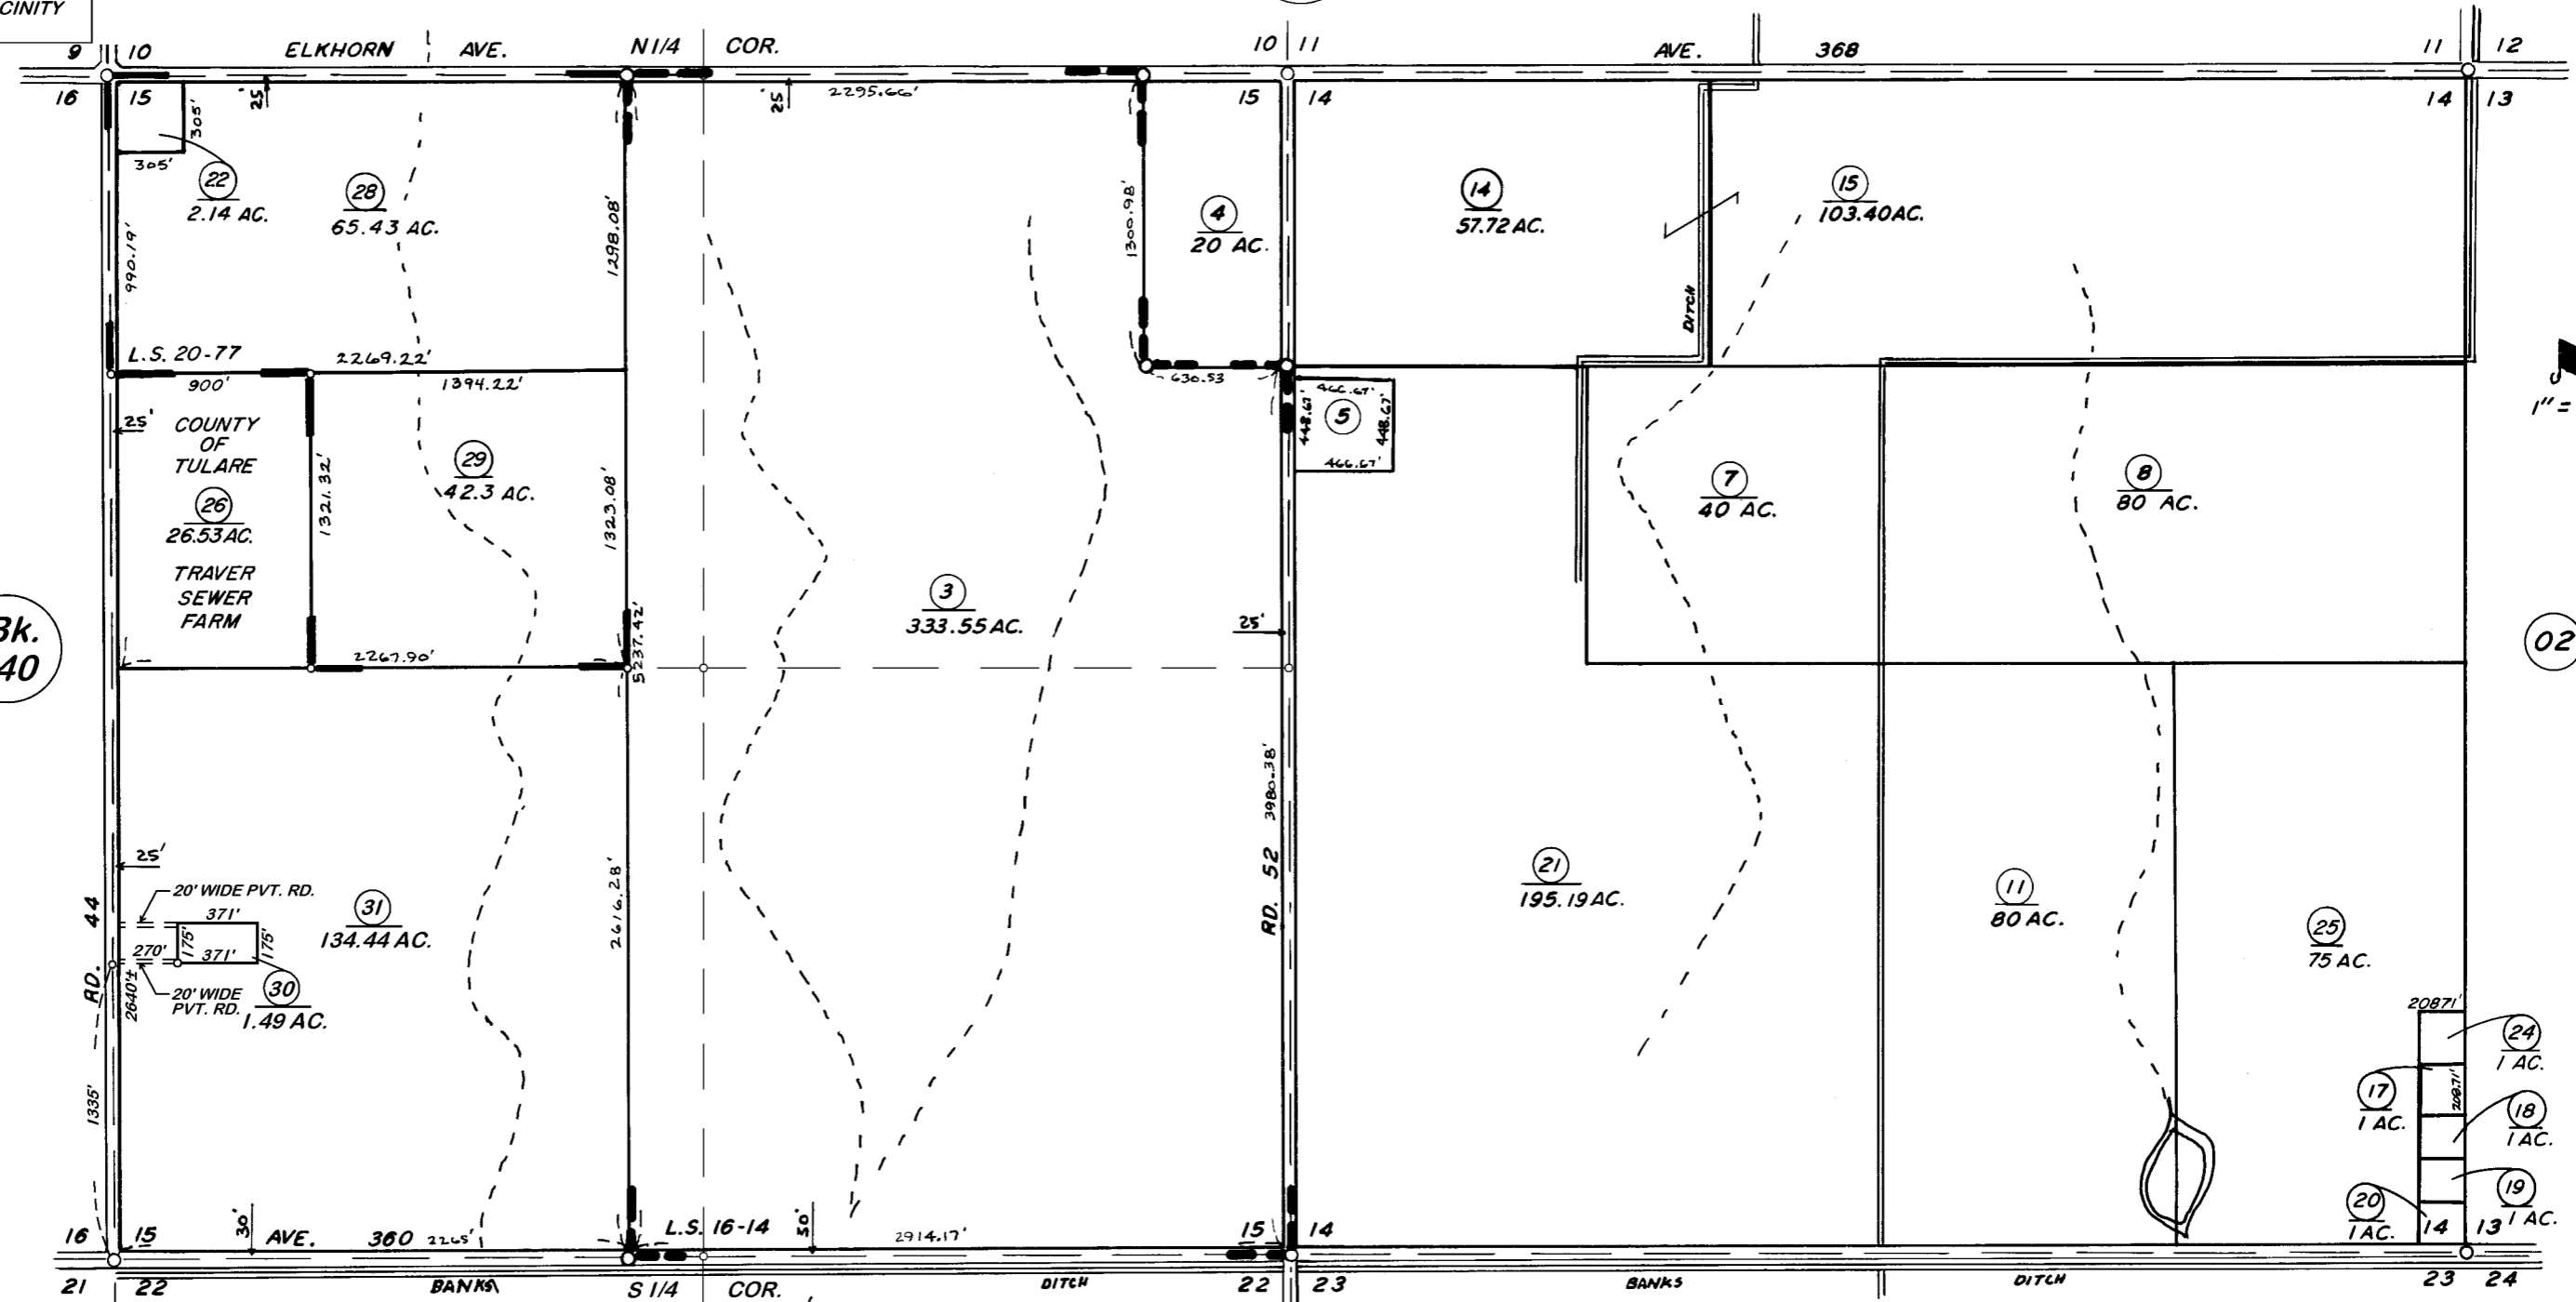 CINITY
9 10 ELKHORN AVE. N 1/4 COR. 10 11 AVE. 368 11 12
16 15 25' 25' 2295.66' 15 14 14 13
305'
305'
22
2.14 AC.
28
65.43 AC.
990.19'
1298.08'
1300.98'
4
20 AC.
14
57.72 AC.
15
103.40 AC.
DITCH
L.S. 20-77 2269.22'
900' 1394.22'
630.53
25'
COUNTY
OF
TULARE
26
26.53 AC.
TRAVER
SEWER
FARM
1321.32'
29
42.3 AC.
1323.08'
466.67'
448.67'
5
448.67'
466.67'
7
40 AC.
8
80 AC.
1" =
3
333.55 AC.
25'
5237.42'
2267.90'
Bk.
40
02
25'
RD. 44
20' WIDE PVT. RD.
371'
175'
175'
270' 371'
20' WIDE
PVT. RD.
30
1.49 AC.
31
134.44 AC.
2640'±
1335'
2616.28'
RD. 52 3980.38'
21
195.19 AC.
11
80 AC.
25
75 AC.
20871'
24
1 AC.
17
1 AC.
208.71'
18
1 AC.
19
1 AC.
20
1 AC.
16 15 30' AVE. 360 2265' L.S. 16-14 50' 2914.17' 15 14 14 13
21 22 BANKS S 1/4 COR. DITCH 22 23 BANKS DITCH 23 24